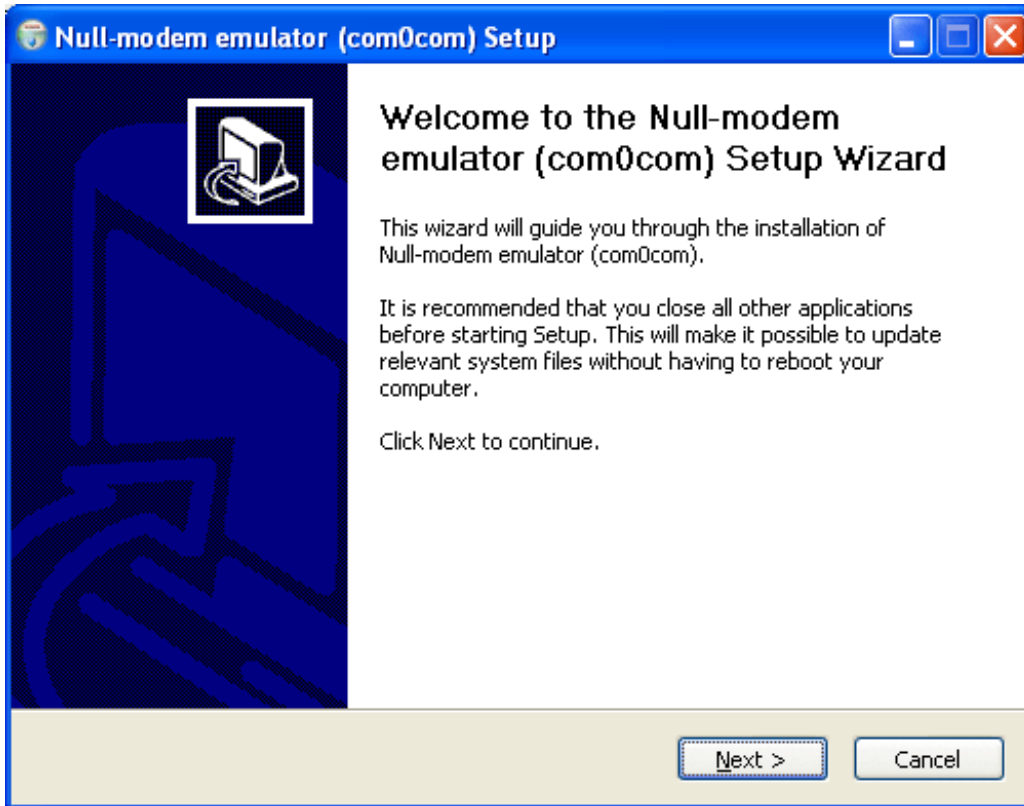 Null-modem emulator (com0com) Setup
Welcome to the Null-modem
emulator (com0com) Setup Wizard
This wizard will guide you through the installation of
Null-modem emulator (com0com).
It is recommended that you close all other applications
before starting Setup. This will make it possible to update
relevant system files without having to reboot your
computer.
Click Next to continue.
Next >
Cancel